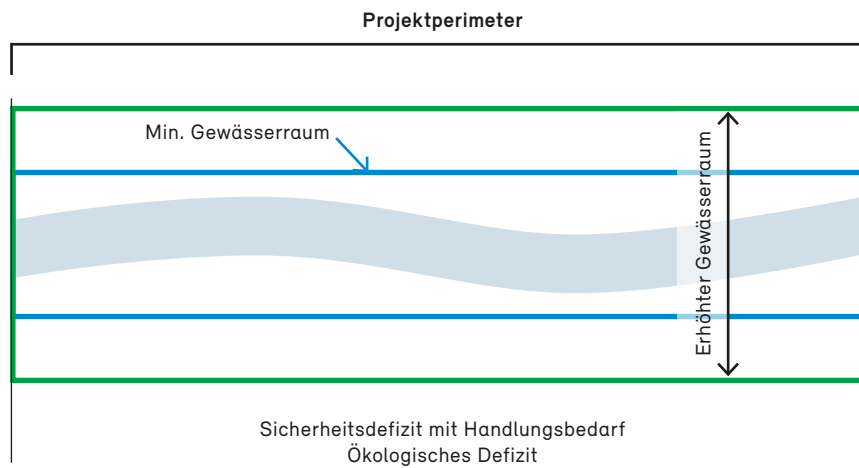 Projektperimeter
Min. Gewässerraum
Erhöhter Gewässerraum
Sicherheitsdefizit mit Handlungsbedarf
Ökologisches Defizit